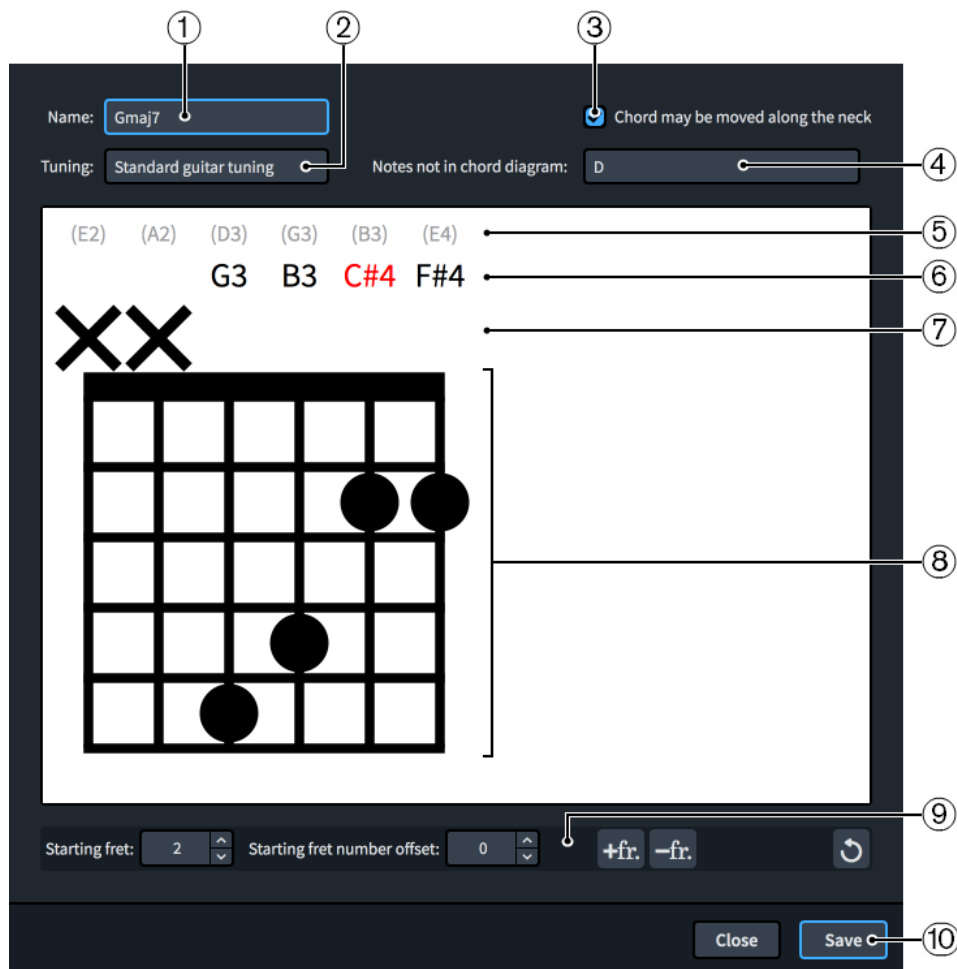 ① ② ③
Name: Gmaj7 Chord may be moved along the neck
Tuning: Standard guitar tuning Notes not in chord diagram: D ④
(E2) (A2) (D3) (G3) (B3) (E4) ⑤
G3 B3 C#4 F#4 ⑥
⑦
⑧
⑨
Starting fret: 2 Starting fret number offset: 0 +fr. −fr.
Close Save ⑩